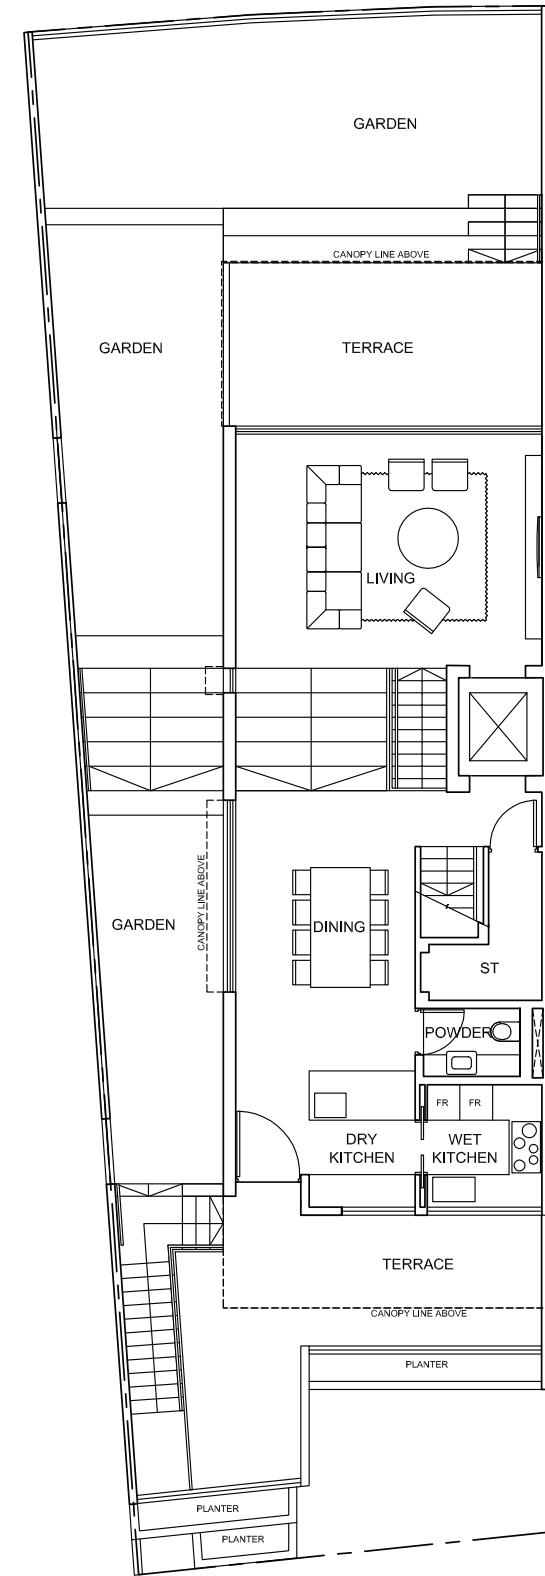 GARDEN
CANOPY LINE ABOVE
GARDEN
TERRACE
LIVING
CANOPY LINE ABOVE
GARDEN
DINING
ST
POWDER
FR
FR
DRY
KITCHEN
WET
KITCHEN
TERRACE
CANOPY LINE ABOVE
PLANTER
PLANTER
PLANTER